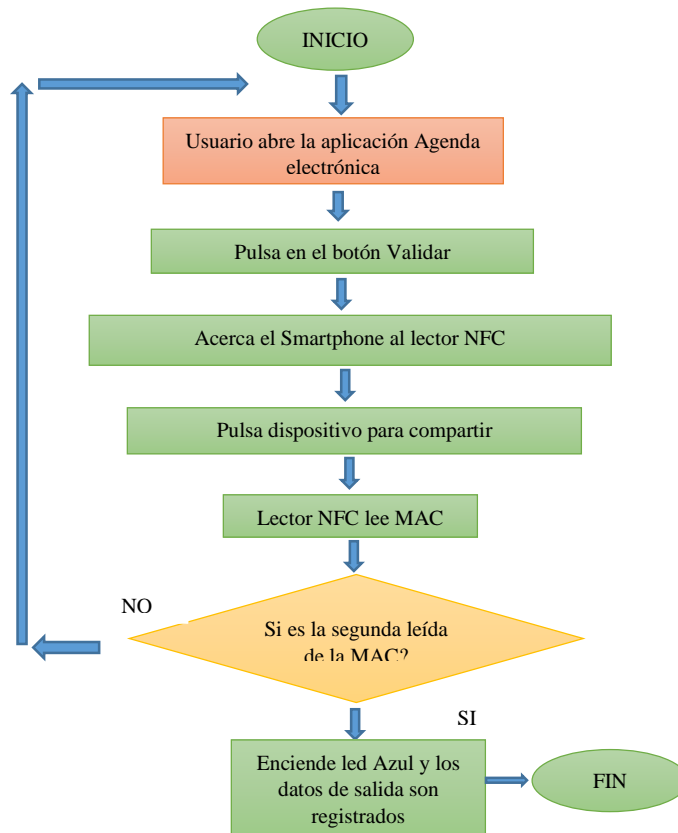 INICIO
Usuario abre la aplicación Agenda
electrónica
Pulsa en el botón Validar
Acerca el Smartphone al lector NFC
Pulsa dispositivo para compartir
Lector NFC lee MAC
NO
Si es la segunda leída
de la MAC?
SI
Enciende led Azul y los
datos de salida son
registrados
FIN